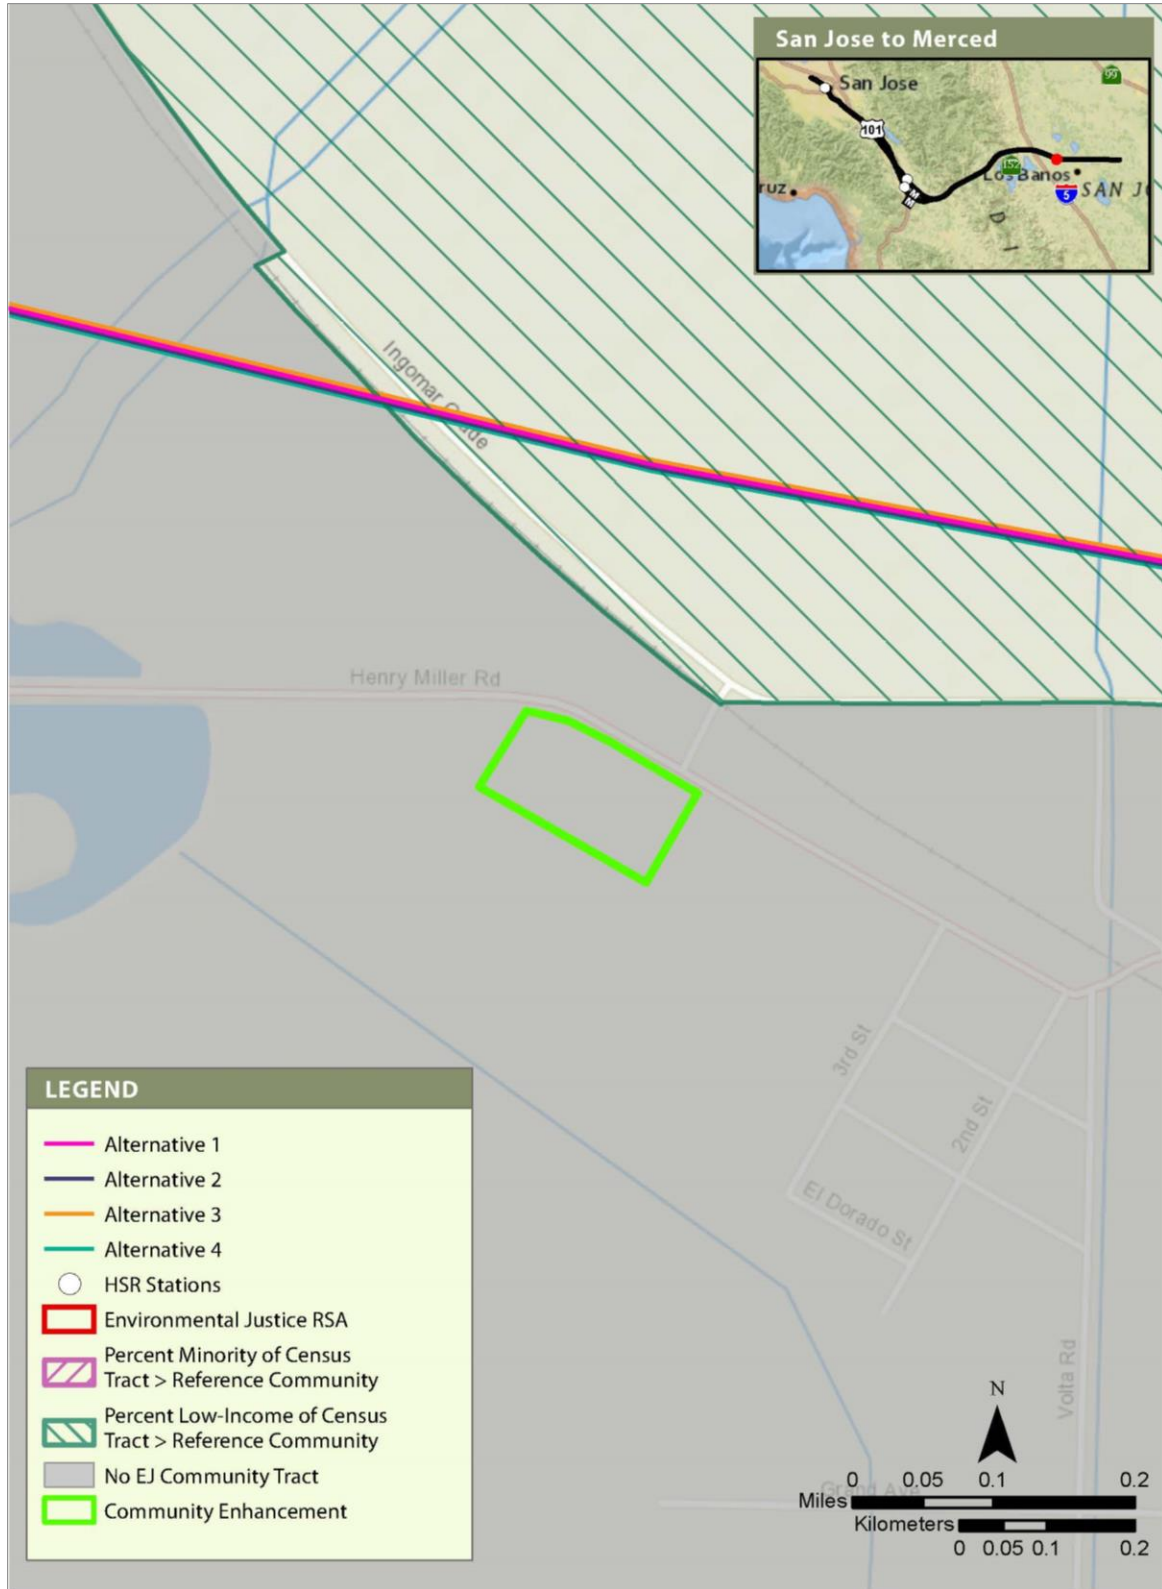 San Jose to Merced
99
San Jose
101
152
Los Banos
ruz
5
SAN J
D I
M
N
Ingomar Grade
Henry Miller Rd
3rd St
2nd St
El Dorado St
Volta Rd
Grand Ave
LEGEND
Alternative 1
Alternative 2
Alternative 3
Alternative 4
HSR Stations
Environmental Justice RSA
Percent Minority of Census
Tract > Reference Community
Percent Low-Income of Census
Tract > Reference Community
No EJ Community Tract
Community Enhancement
N
0 0.05 0.1 0.2
Miles
Kilometers
0 0.05 0.1 0.2